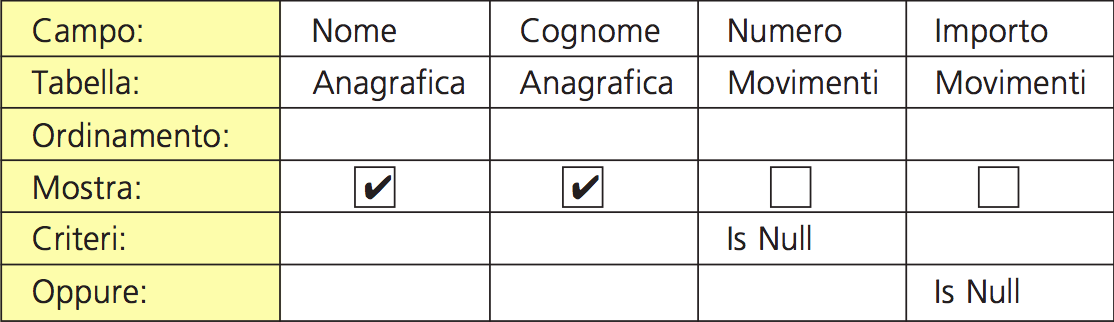 Campo: Nome Cognome Numero Importo
Tabella: Anagrafica Anagrafica Movimenti Movimenti
Ordinamento:
Mostra: ✔ ✔
Criteri: Is Null
Oppure: Is Null